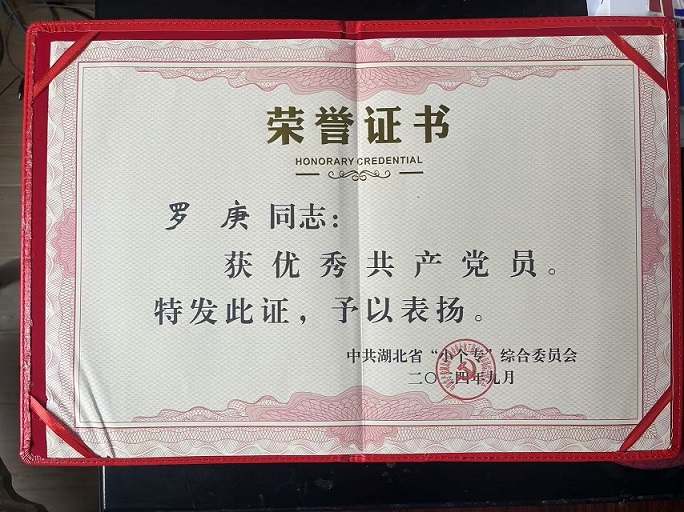 荣誉证书
HONORARY CREDENTIAL
罗 庚 同志：
获优秀共产党员。
特发此证，予以表扬。
中共湖北省“小个专”综合委员会
二〇二四年九月